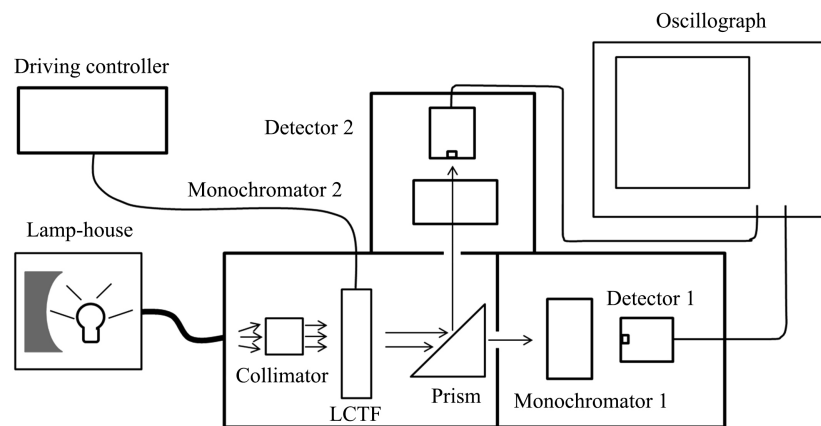 Oscillograph
Driving controller
Detector 2
Monochromator 2
Lamp-house
Detector 1
Collimator
Prism
Monochromator 1
LCTF